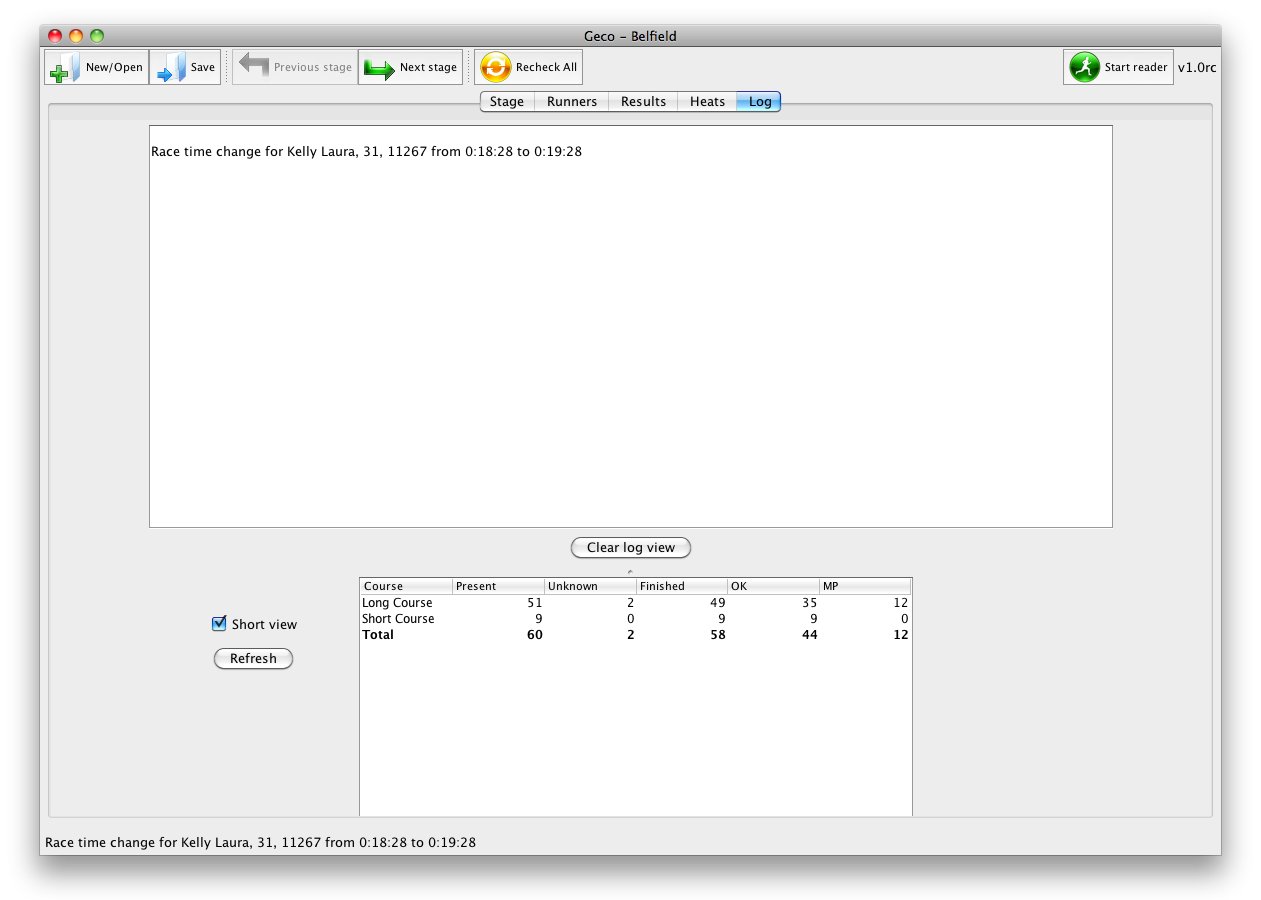 Geco – Belfield
New/Open Save Previous stage Next stage Recheck All Start reader v1.0rc
Stage Runners Results Heats Log
Race time change for Kelly Laura, 31, 11267 from 0:18:28 to 0:19:28
Clear log view
Course Present Unknown Finished OK MP
Long Course 51 2 49 35 12
Short Course 9 0 9 9 0
Total 60 2 58 44 12
Short view
Refresh
Race time change for Kelly Laura, 31, 11267 from 0:18:28 to 0:19:28